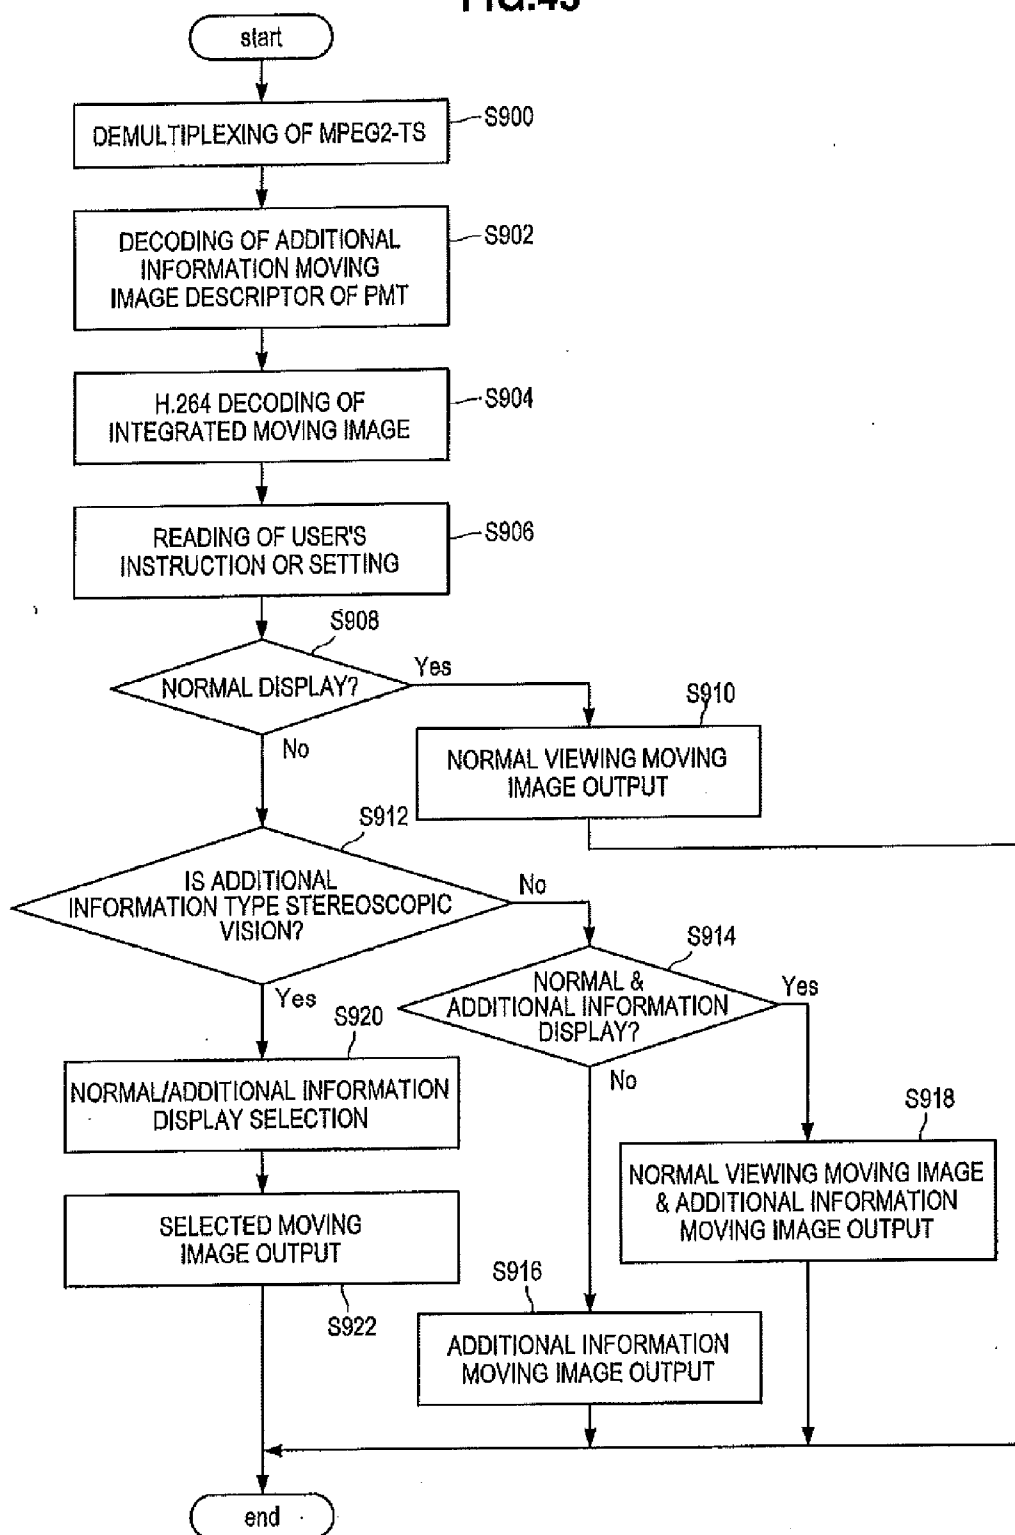 FIG.43
start
DEMULTIPLEXING OF MPEG2-TS
S900
DECODING OF ADDITIONAL
INFORMATION MOVING
IMAGE DESCRIPTOR OF PMT
S902
H.264 DECODING OF
INTEGRATED MOVING IMAGE
S904
READING OF USER'S
INSTRUCTION OR SETTING
S906
S908
NORMAL DISPLAY?
Yes
No
S910
NORMAL VIEWING MOVING
IMAGE OUTPUT
S912
IS ADDITIONAL
INFORMATION TYPE STEREOSCOPIC
VISION?
No
Yes
S914
NORMAL &
ADDITIONAL INFORMATION
DISPLAY?
Yes
No
S920
NORMAL/ADDITIONAL INFORMATION
DISPLAY SELECTION
S918
NORMAL VIEWING MOVING IMAGE
& ADDITIONAL INFORMATION
MOVING IMAGE OUTPUT
SELECTED MOVING
IMAGE OUTPUT
S922
S916
ADDITIONAL INFORMATION
MOVING IMAGE OUTPUT
end